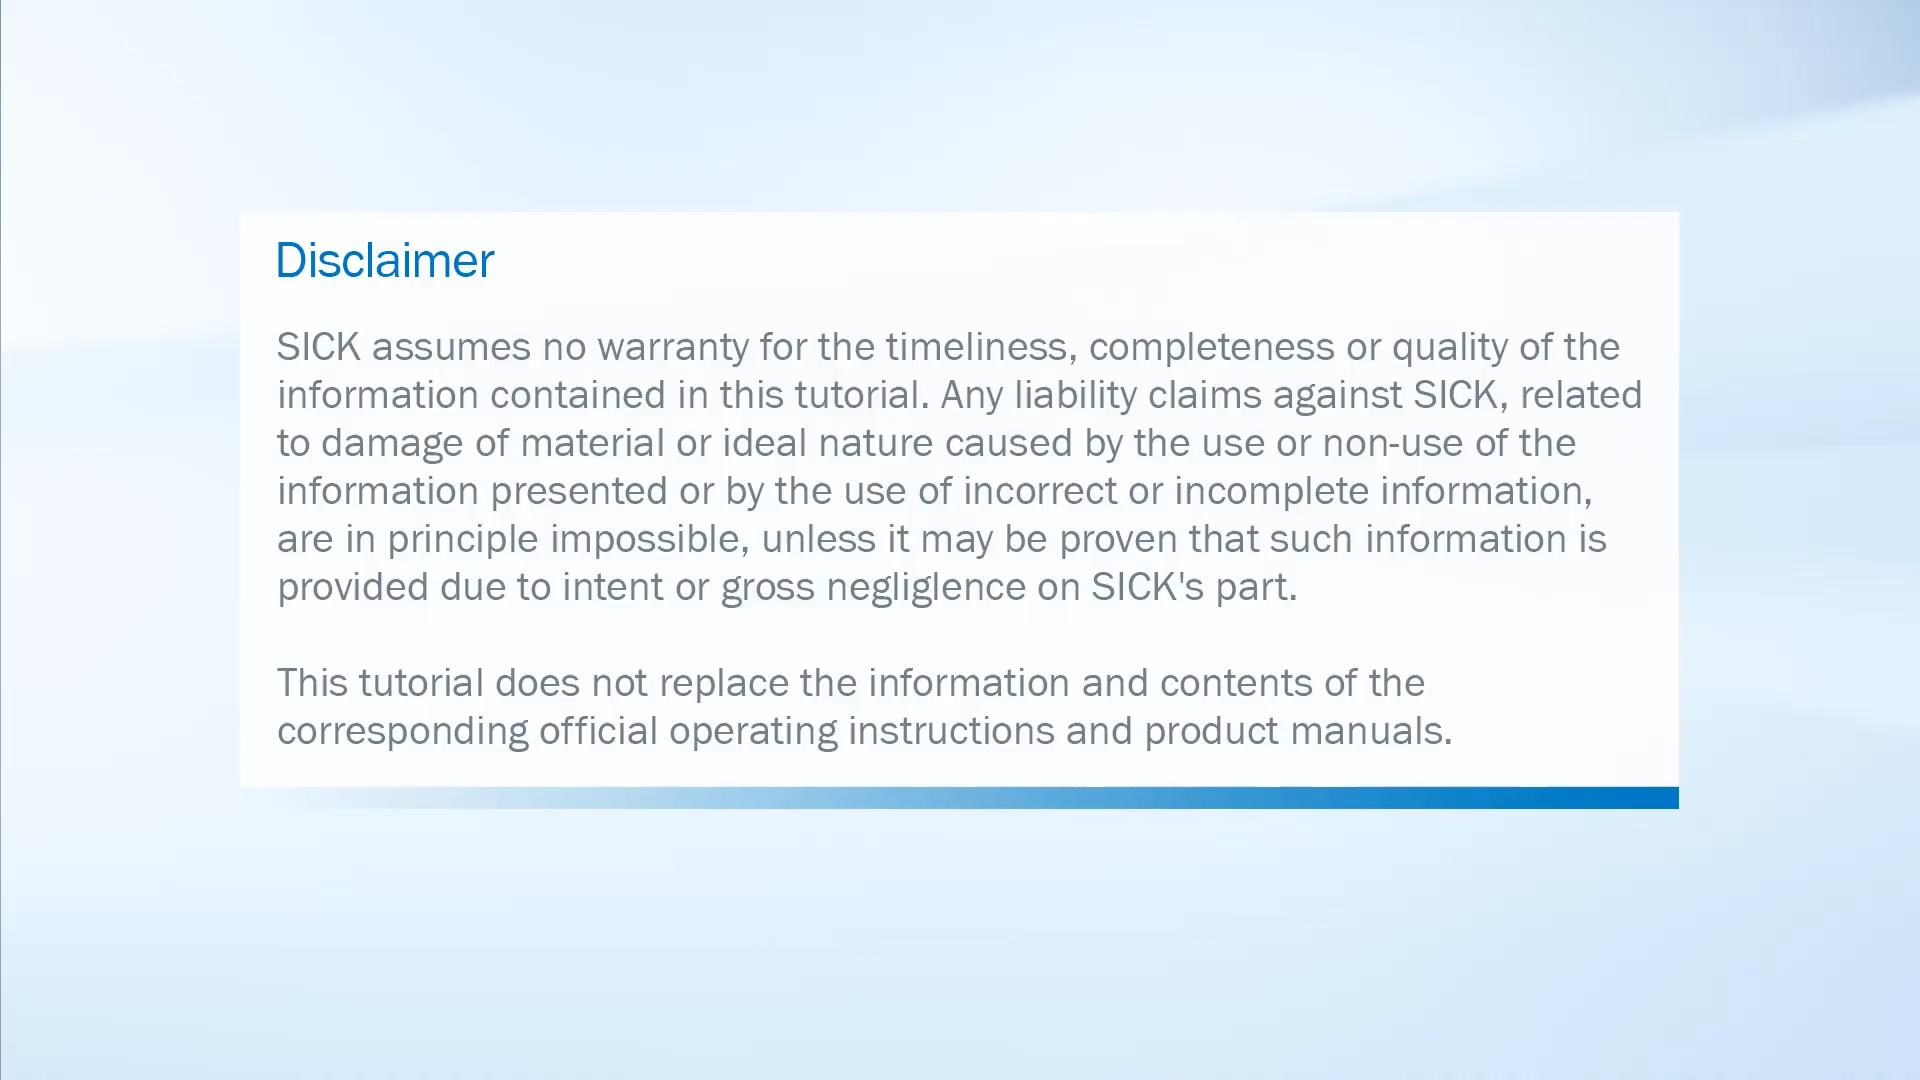 Disclaimer
SICK assumes no warranty for the timeliness, completeness or quality of the
information contained in this tutorial. Any liability claims against SICK, related
to damage of material or ideal nature caused by the use or non-use of the
information presented or by the use of incorrect or incomplete information,
are in principle impossible, unless it may be proven that such information is
provided due to intent or gross negliglence on SICK's part.
This tutorial does not replace the information and contents of the
corresponding official operating instructions and product manuals.